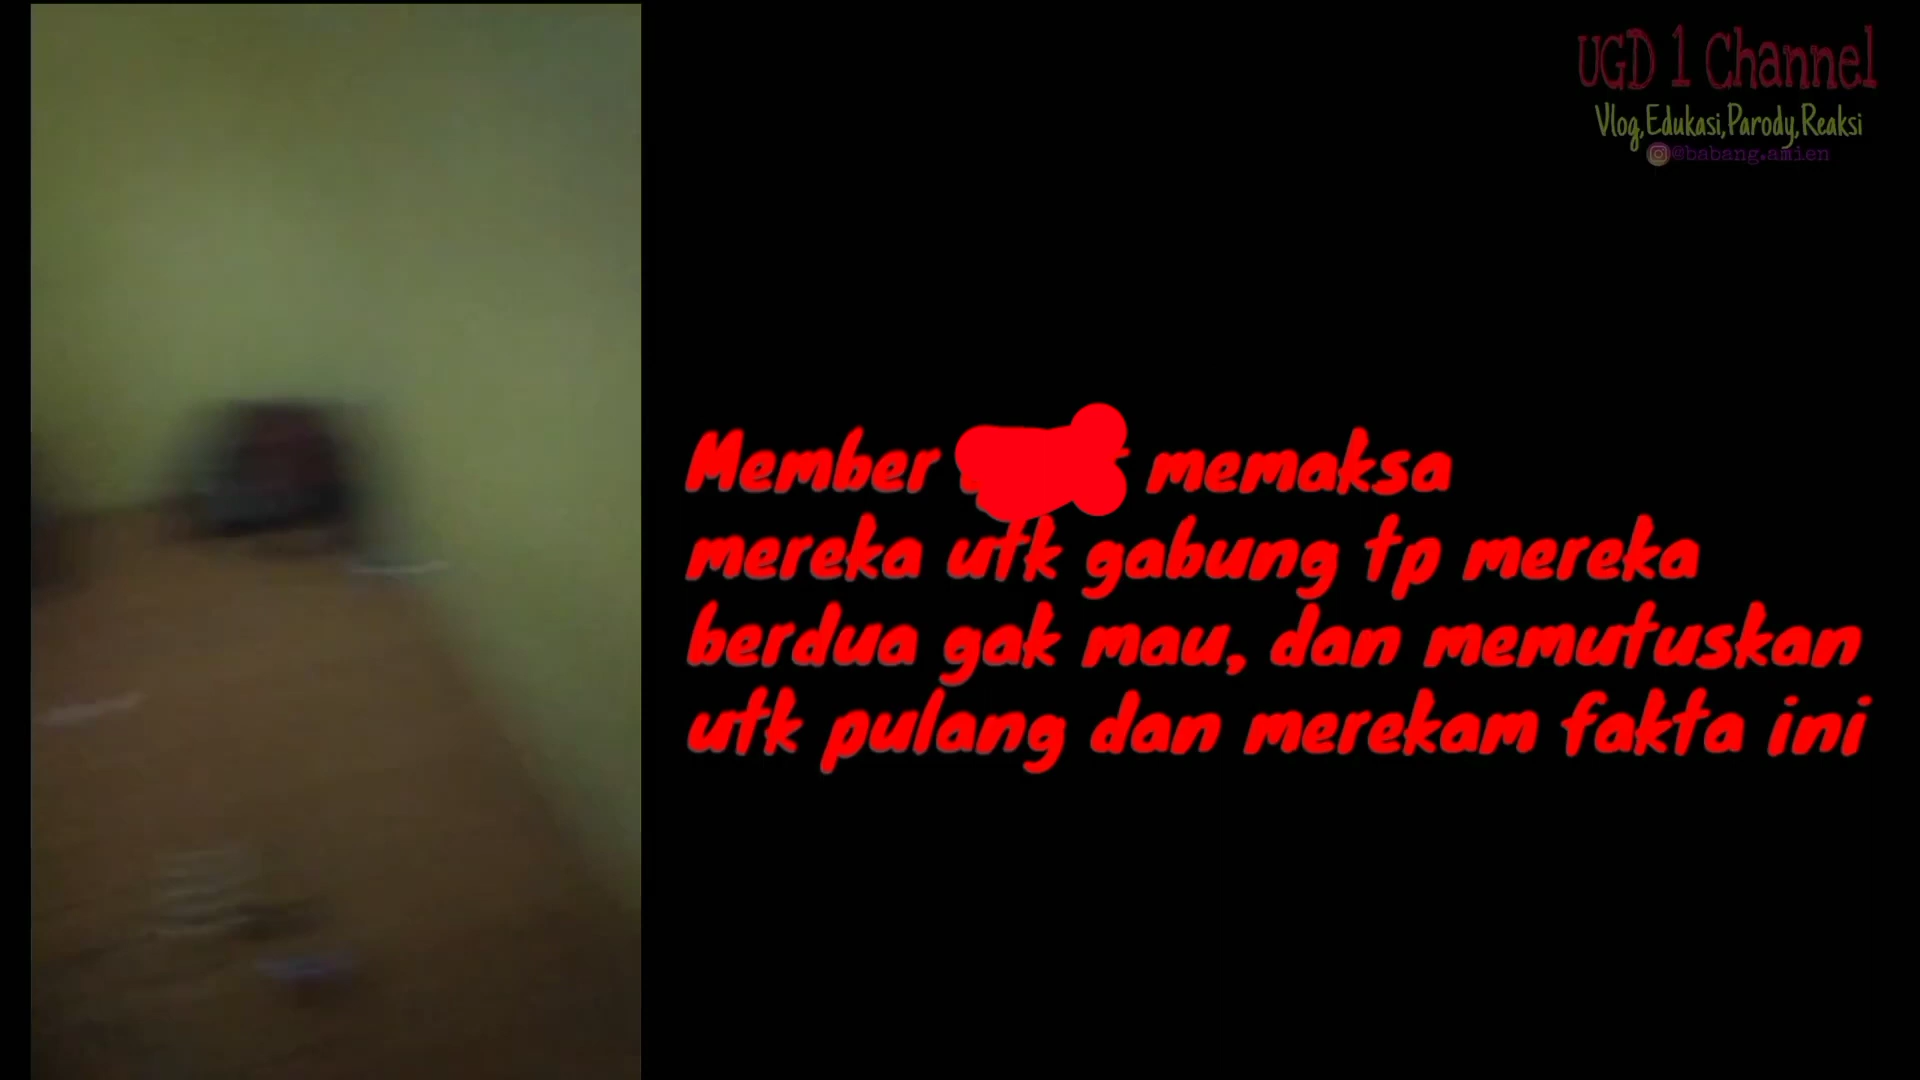 UGD 1 Channel
Vlog,Edukasi,Parody,Reaksi
@babang.amien
Member memaksa
mereka utk gabung tp mereka
berdua gak mau, dan memutuskan
utk pulang dan merekam fakta ini